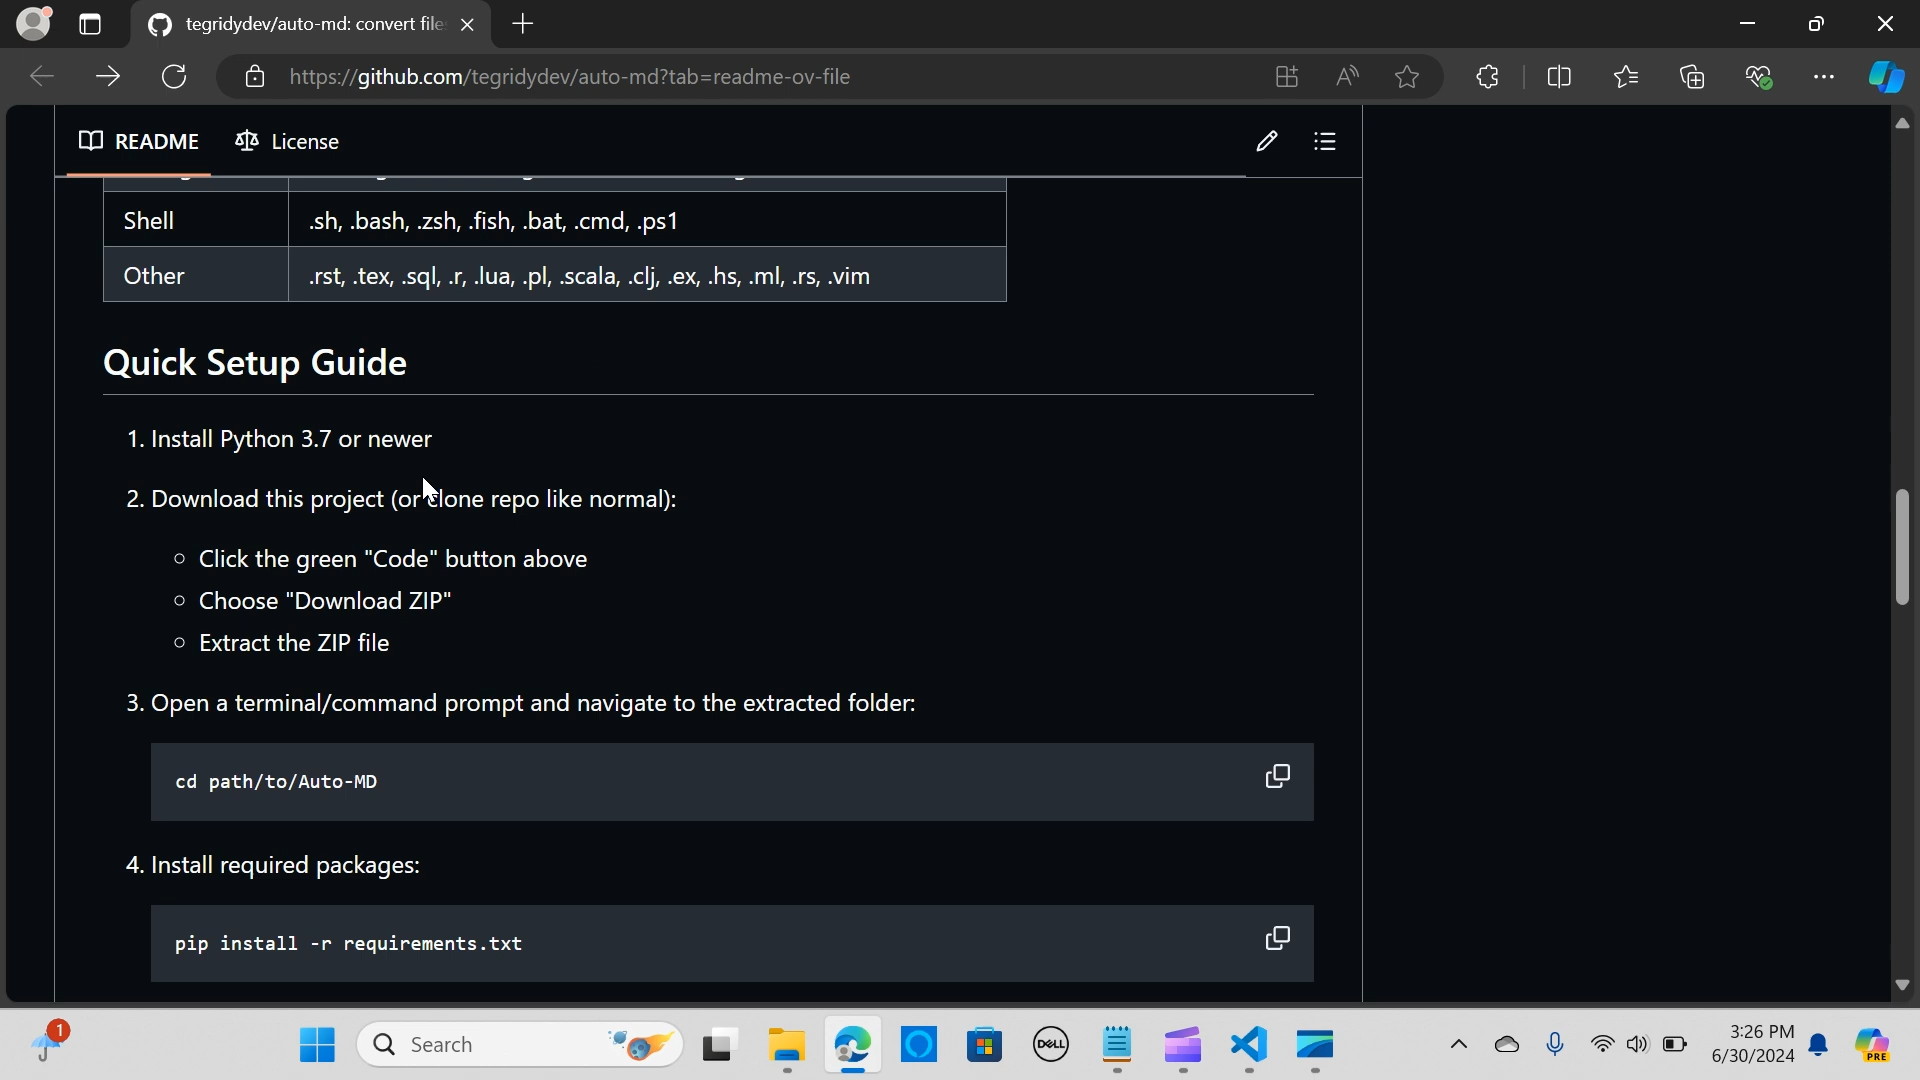 tegridydev/auto-md: convert file
https://github.com/tegridydev/auto-md?tab=readme-ov-file
README
License
Shell
.sh, .bash, .zsh, .fish, .bat, .cmd, .ps1
Other
.rst, .tex, .sql, .r, .lua, .pl, .scala, .clj, .ex, .hs, .ml, .rs, .vim
Quick Setup Guide
1. Install Python 3.7 or newer
2. Download this project (or clone repo like normal):
Click the green "Code" button above
Choose "Download ZIP"
Extract the ZIP file
3. Open a terminal/command prompt and navigate to the extracted folder:
cd path/to/Auto-MD
4. Install required packages:
pip install -r requirements.txt
1
Search
DELL
3:26 PM
6/30/2024
PRE